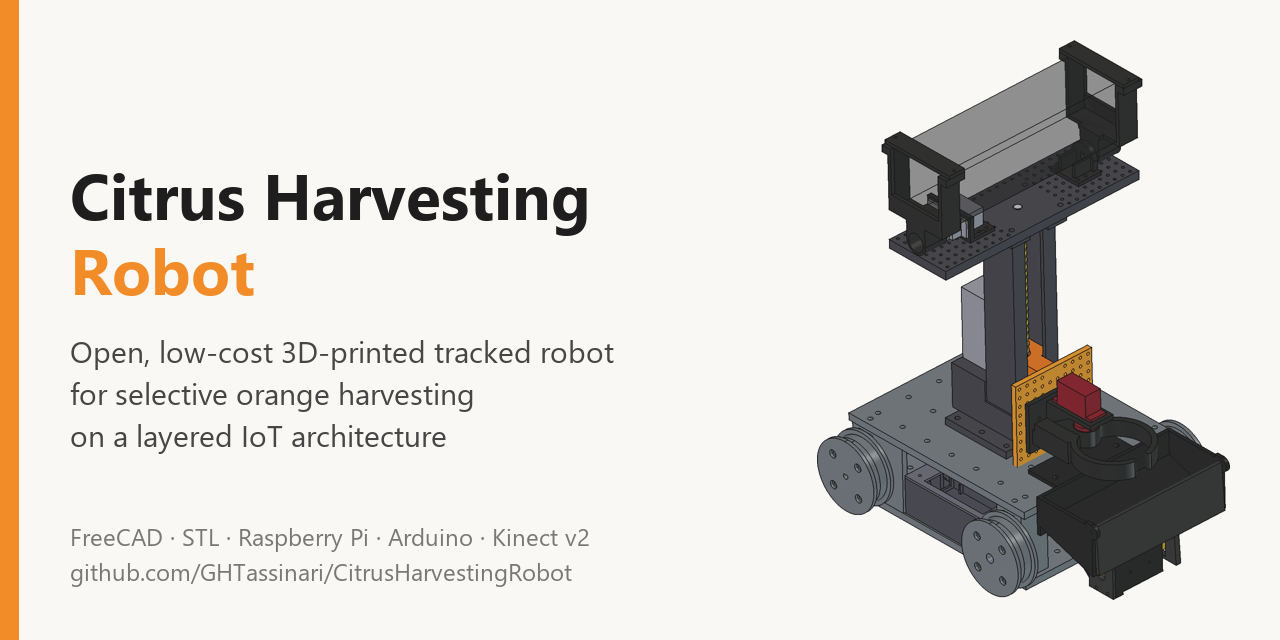 Citrus Harvesting
Robot
Open, low-cost 3D-printed tracked robot
for selective orange harvesting
on a layered IoT architecture
FreeCAD · STL · Raspberry Pi · Arduino · Kinect v2
github.com/GHTassinari/CitrusHarvestingRobot